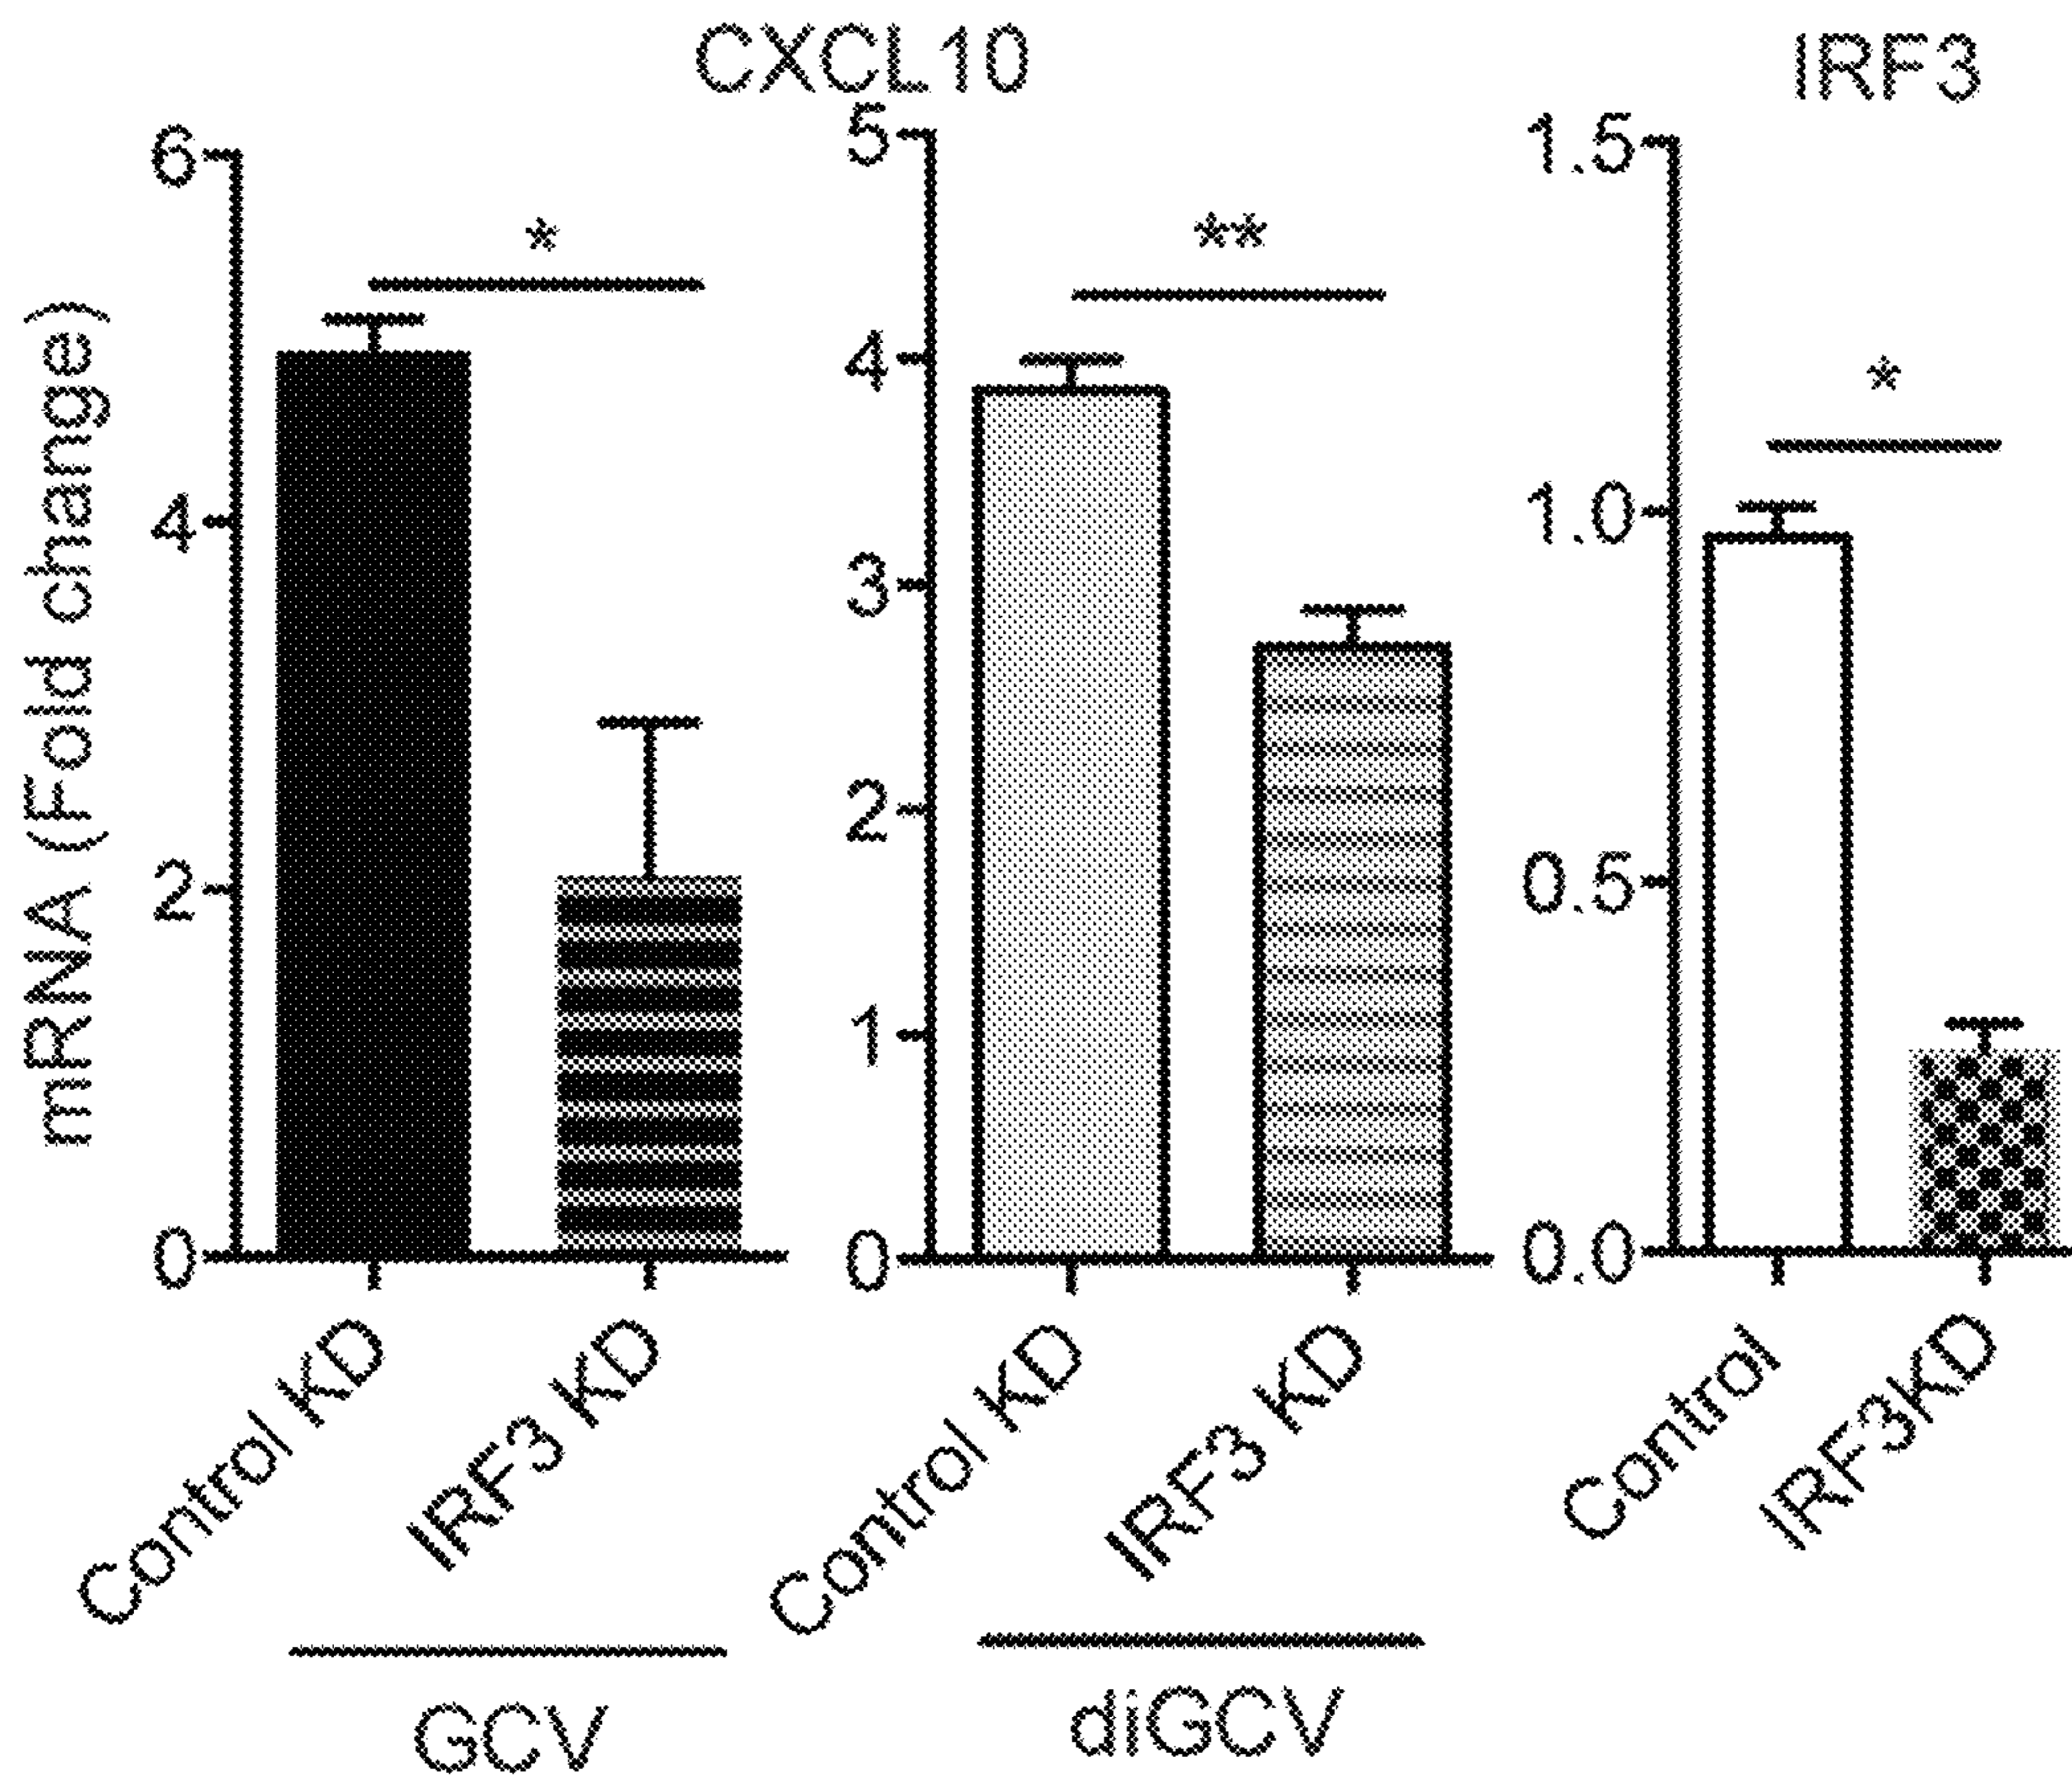 CXCL10
IRF3
mRNA (Fold change)
6
4
2
0
*
Control KD
IRF3 KD
GCV
5
4
3
2
1
0
**
Control KD
IRF3 KD
diGCV
1.5
1.0
0.5
0.0
*
Control
IRF3KD